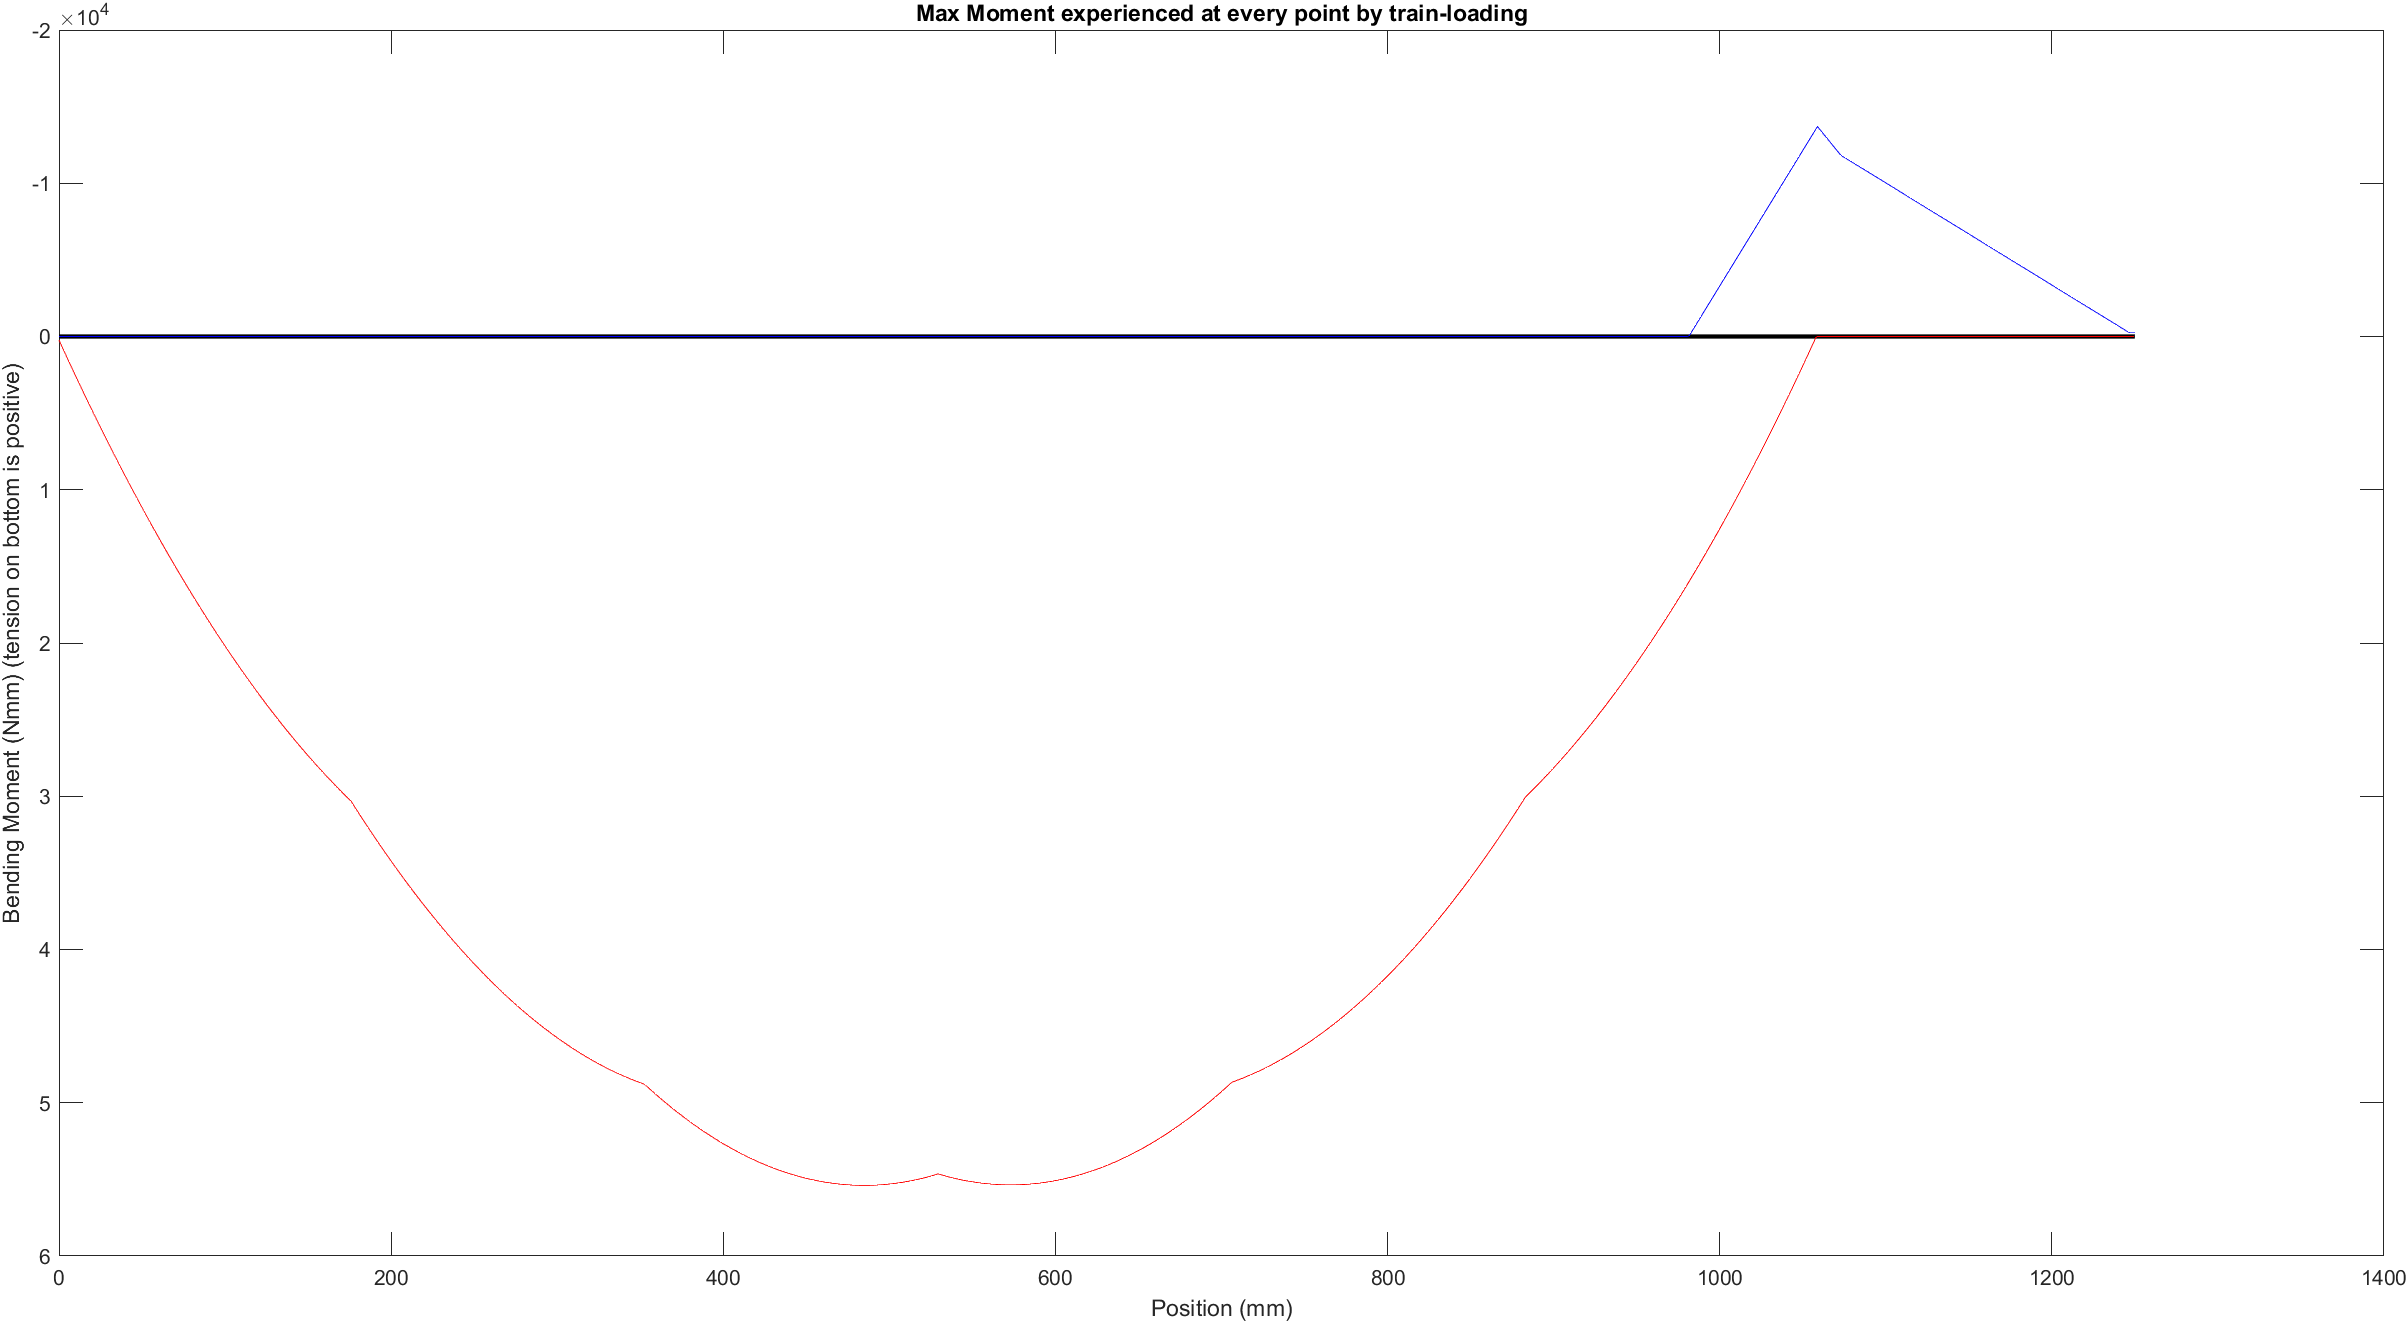 Max Moment experienced at every point by train-loading
×10⁴
-2
-1
0
1
2
3
4
5
6
Bending Moment (Nmm) (tension on bottom is positive)
0 200 400 600 800 1000 1200 1400
Position (mm)